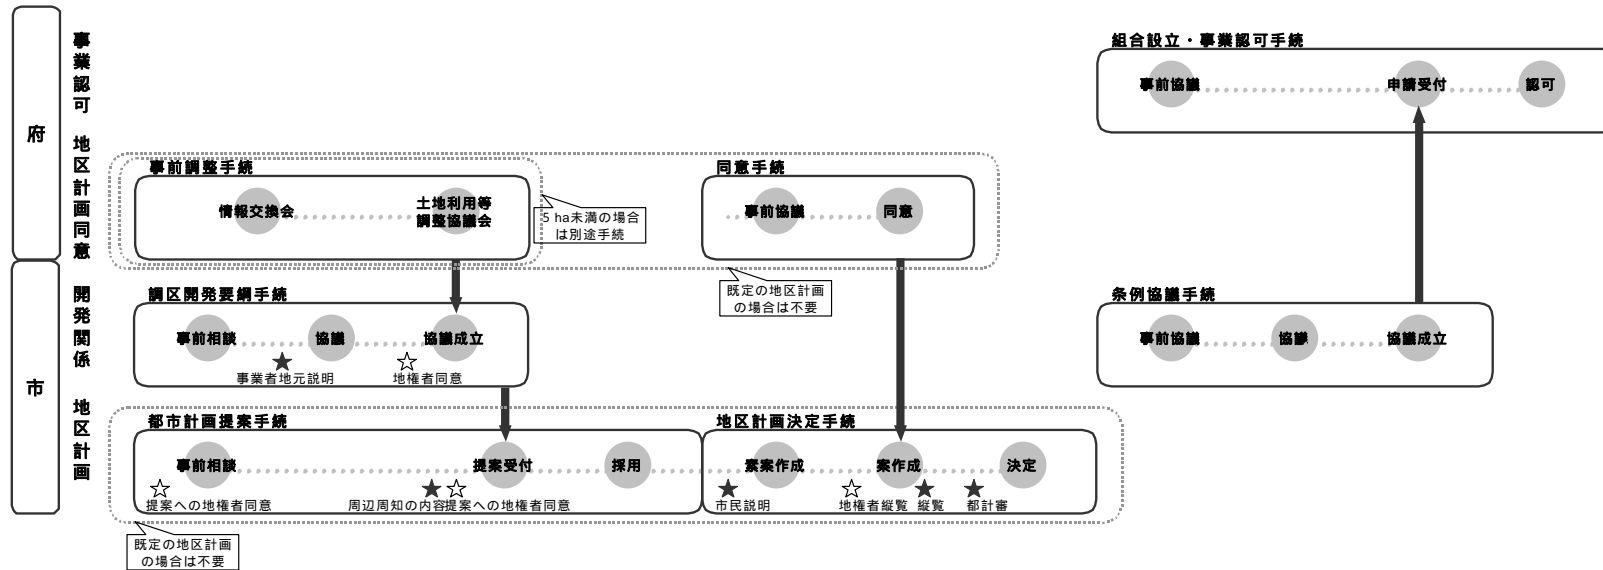 府
事業認可
地区計画同意
組合設立・事業認可手続
事前協議
申請受付
認可
事前調整手続
情報交換会
土地利用等
調整協議会
5 ha未満の場合
は別途手続
同意手続
事前協議
同意
既定の地区計画
の場合は不要
市
開発関係
地区計画
調区開発要綱手続
事前相談
協議
協議成立
★
事業者地元説明
☆
地権者同意
条例協議手続
事前協議
協議
協議成立
都市計画提案手続
事前相談
提案受付
採用
☆
提案への地権者同意
★
周辺周知の内容
☆
提案への地権者同意
地区計画決定手続
素案作成
案作成
決定
★
市民説明
☆
地権者縦覧
★
縦覧
★
都計審
既定の地区計画
の場合は不要